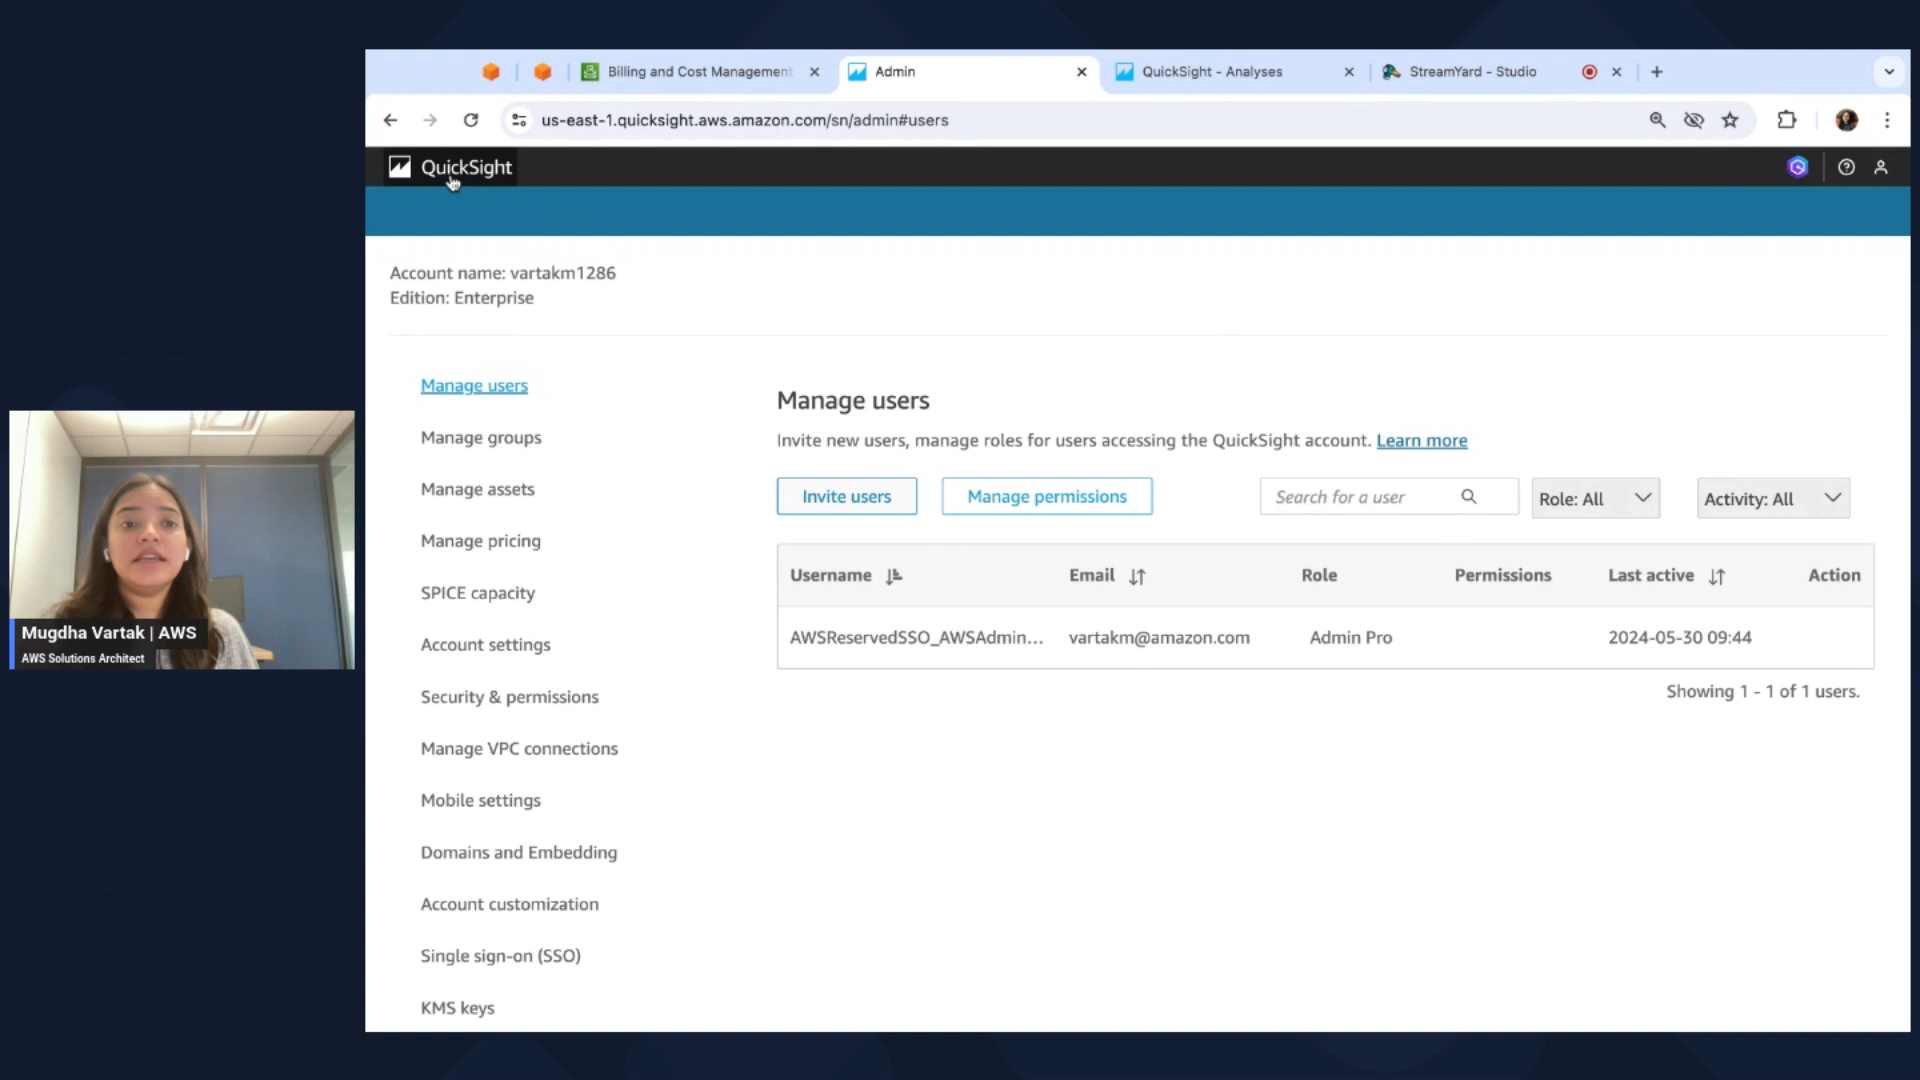 Billing and Cost Management
Admin
QuickSight - Analyses
StreamYard - Studio
us-east-1.quicksight.aws.amazon.com/sn/admin#users
QuickSight
Account name: vartakm1286
Edition: Enterprise
Manage users
Manage groups
Manage assets
Manage pricing
SPICE capacity
Account settings
Security & permissions
Manage VPC connections
Mobile settings
Domains and Embedding
Account customization
Single sign-on (SSO)
KMS keys
Manage users
Invite new users, manage roles for users accessing the QuickSight account. Learn more
Invite users
Manage permissions
Search for a user
Role: All
Activity: All
Username Email Role Permissions Last active Action
AWSReservedSSO_AWSAdmin... vartakm@amazon.com Admin Pro 2024-05-30 09:44
Showing 1 - 1 of 1 users.
Mugdha Vartak | AWS
AWS Solutions Architect